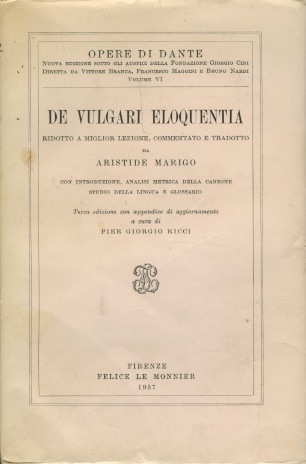 OPERE DI DANTE
NUOVA EDIZIONE SOTTO GLI AUSPICI DELLA FONDAZIONE GIORGIO CINI
DIRETTA DA VITTORE BRANCA, FRANCESCO MAGGINI E BRUNO NARDI
VOLUME VI
DE VULGARI ELOQUENTIA
RIDOTTO A MIGLIOR LEZIONE, COMMENTATO E TRADOTTO
DA
ARISTIDE MARIGO
CON INTRODUZIONE, ANALISI METRICA DELLA CANZONE
STUDIO DELLA LINGUA E GLOSSARIO
Terza edizione con appendice di aggiornamento
a cura di
PIER GIORGIO RICCI
FIRENZE
FELICE LE MONNIER
1957